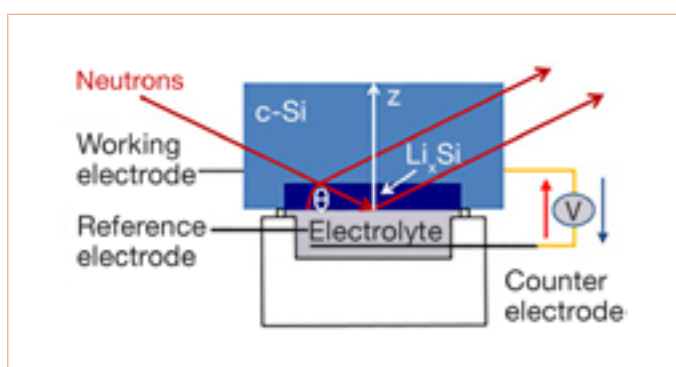 Neutrons
c-Si
z
Working
electrode
LixSi
θ
V
Reference
electrode
Electrolyte
Counter
electrode